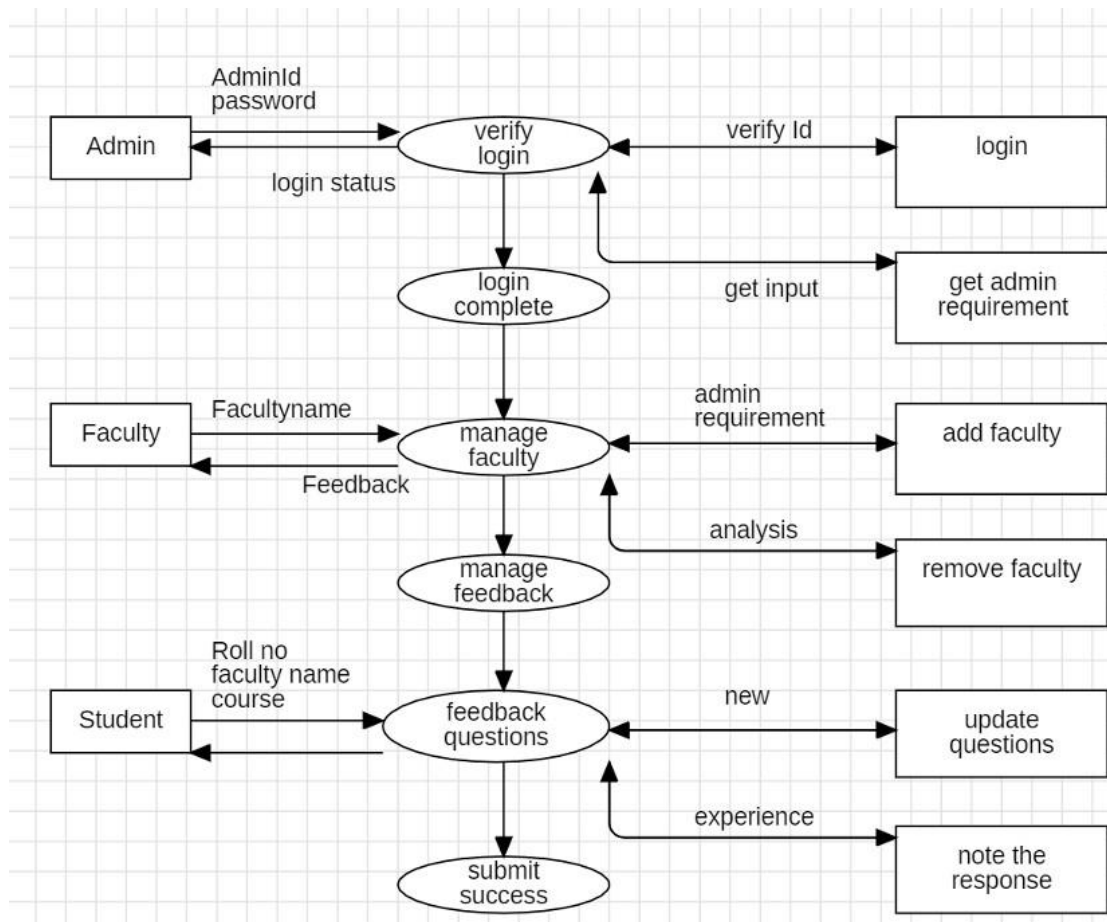 AdminId
password
Admin
verify
login
verify Id
login
login status
login
complete
get input
get admin
requirement
Faculty
Facultyname
manage
faculty
admin
requirement
add faculty
Feedback
analysis
remove faculty
manage
feedback
Roll no
faculty name
course
Student
feedback
questions
new
update
questions
experience
note the
response
submit
success